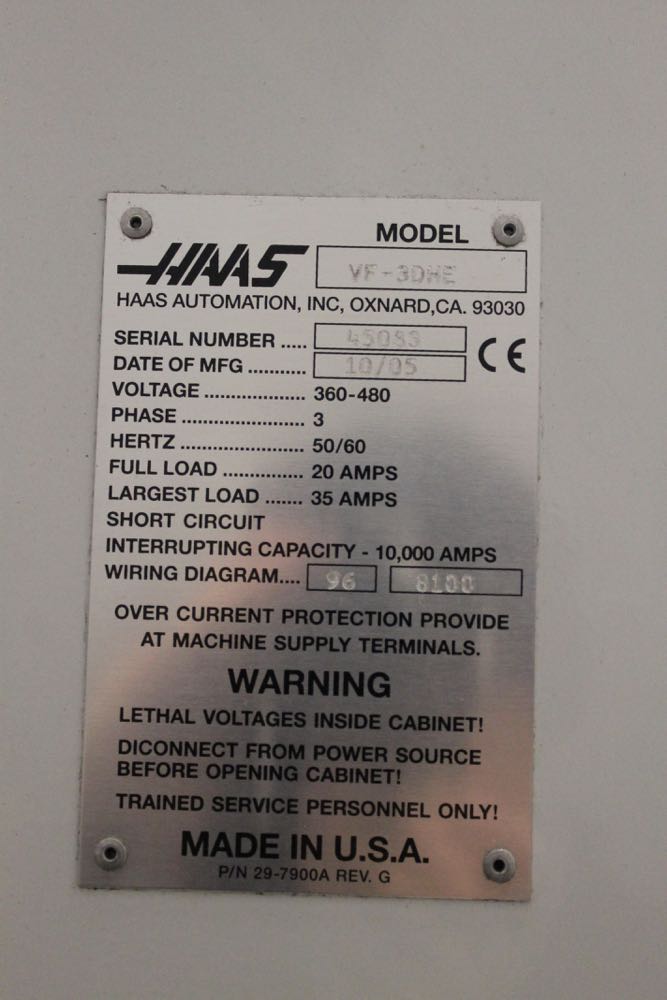 MODEL
HAAS VF-3DHE
HAAS AUTOMATION, INC, OXNARD,CA. 93030
SERIAL NUMBER .....
DATE OF MFG ........... 10/05
CE
VOLTAGE ................... 360-480
PHASE ....................... 3
HERTZ ....................... 50/60
FULL LOAD ............... 20 AMPS
LARGEST LOAD ....... 35 AMPS
SHORT CIRCUIT
INTERRUPTING CAPACITY - 10,000 AMPS
WIRING DIAGRAM.... 96 8100
OVER CURRENT PROTECTION PROVIDE
AT MACHINE SUPPLY TERMINALS.
WARNING
LETHAL VOLTAGES INSIDE CABINET!
DICONNECT FROM POWER SOURCE
BEFORE OPENING CABINET!
TRAINED SERVICE PERSONNEL ONLY!
MADE IN U.S.A.
P/N 29-7900A REV. G